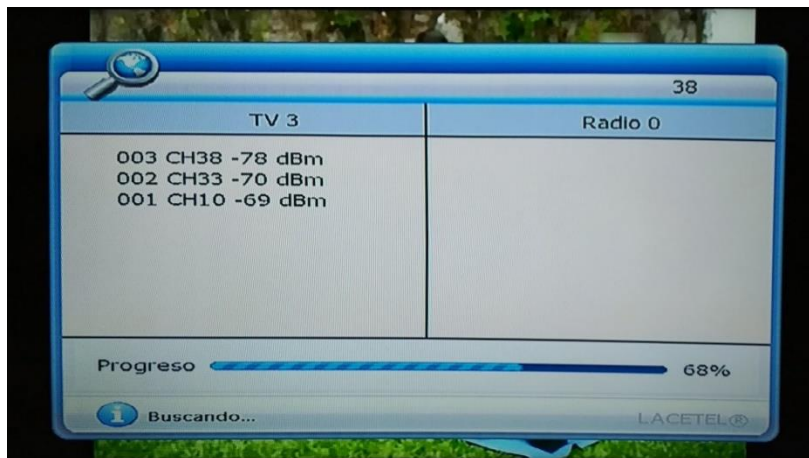 38
TV 3
Radio 0
003 CH38 -78 dBm
002 CH33 -70 dBm
001 CH10 -69 dBm
Progreso 68%
i Buscando...
LACETEL®